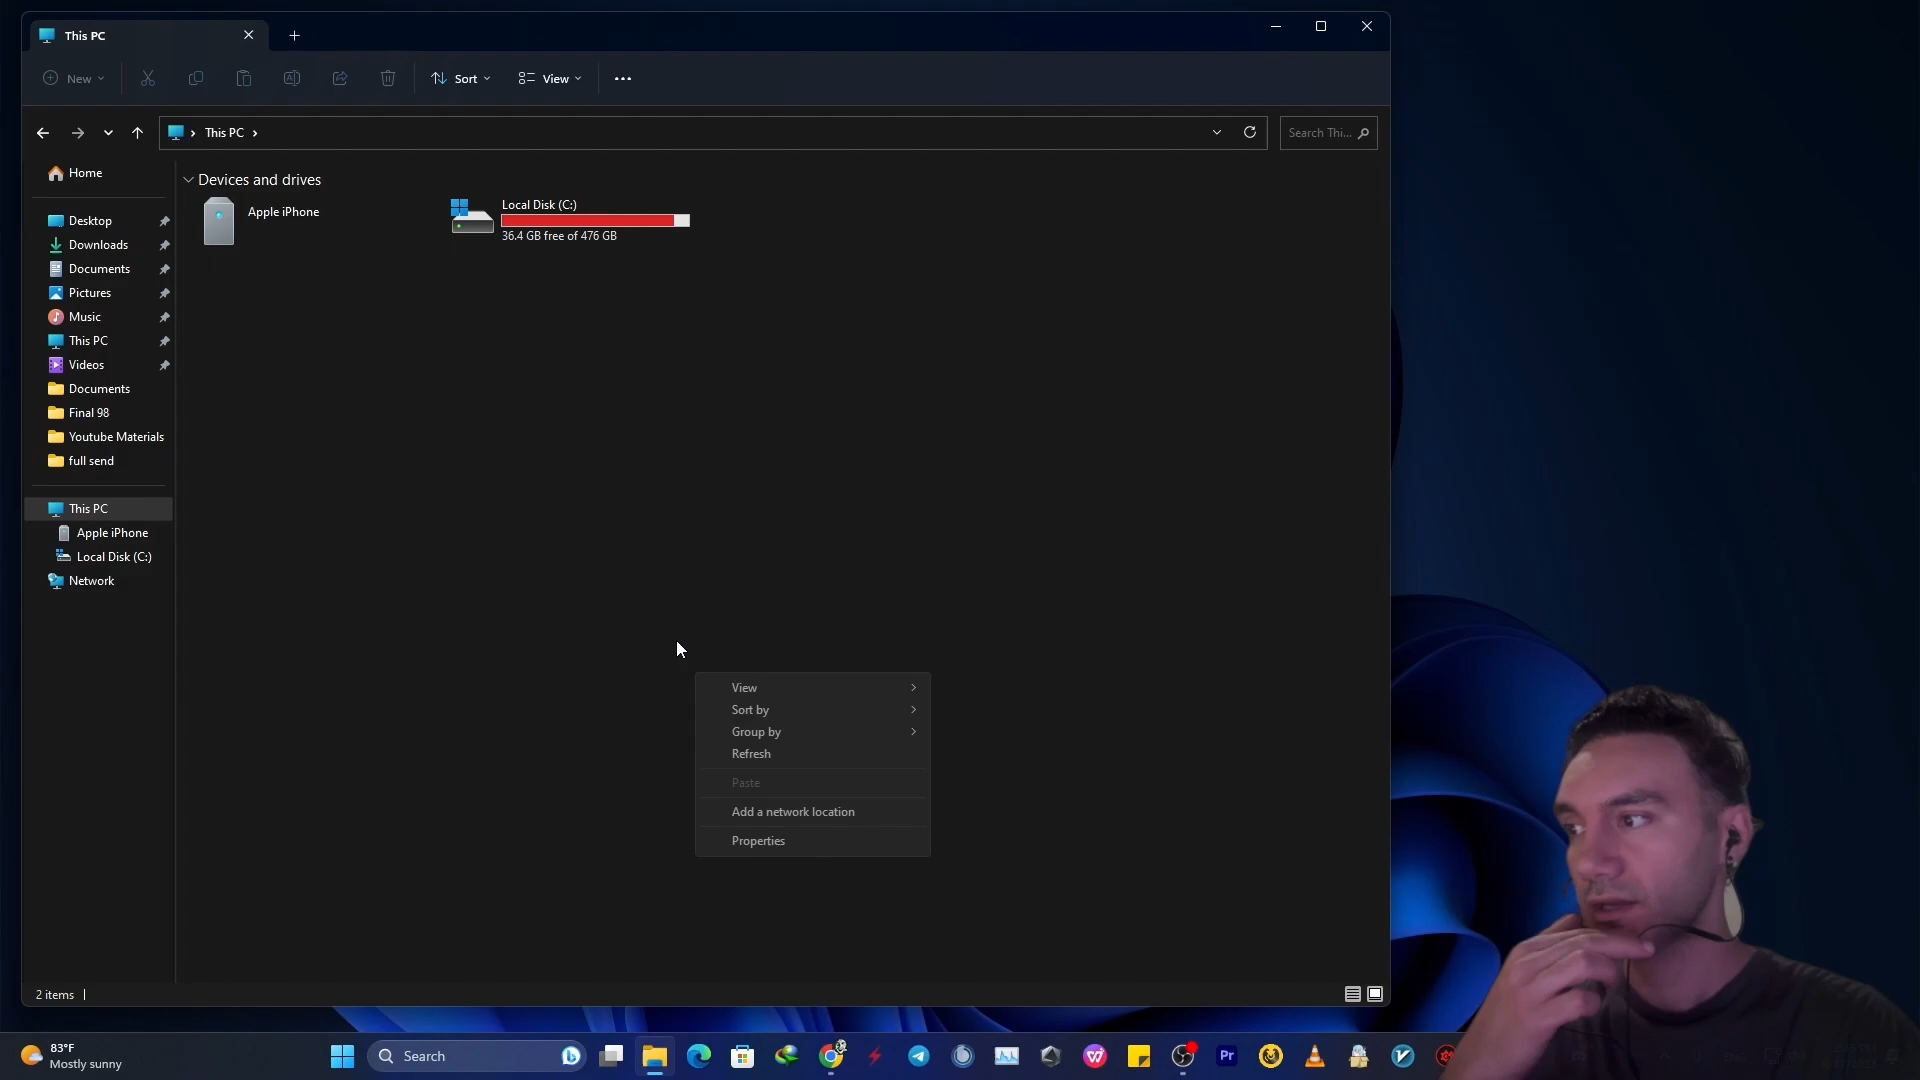 This PC
New
Sort
View
This PC
Search Thi...
Home
Devices and drives
Apple iPhone
Local Disk (C:)
36.4 GB free of 476 GB
Desktop
Downloads
Documents
Pictures
Music
This PC
Videos
Documents
Final 98
Youtube Materials
full send
This PC
Apple iPhone
Local Disk (C:)
Network
View
Sort by
Group by
Refresh
Paste
Add a network location
Properties
2 items
83°F
Mostly sunny
Search
Pr